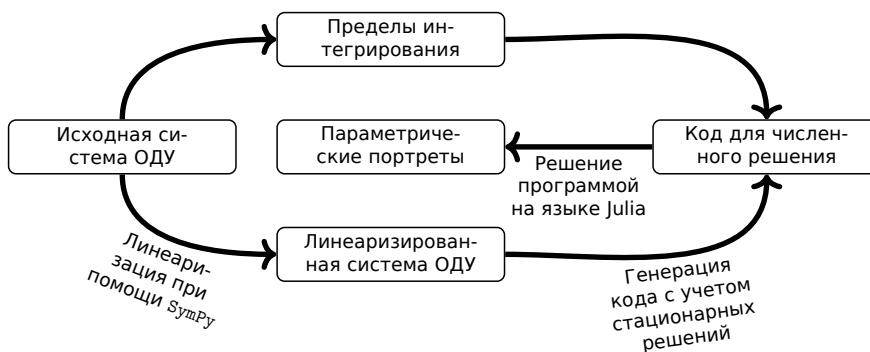 Пределы ин-
тегрирования
Исходная си-
стема ОДУ
Параметриче-
ские портреты
Код для числен-
ного решения
Решение
программой
на языке Julia
Линеари-
зация при
помощи SymPy
Линеаризирован-
ная система ОДУ
Генерация
кода с учетом
стационарных
решений